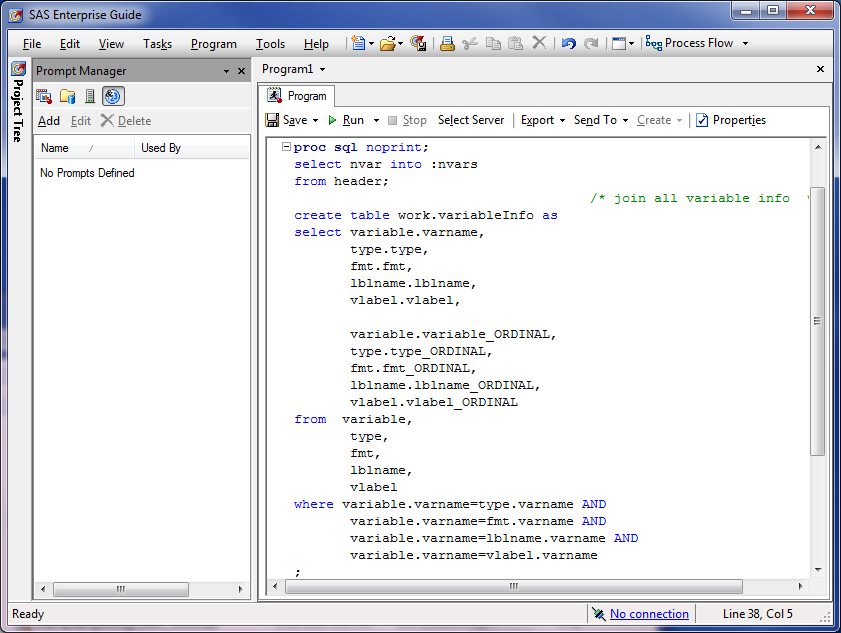 SAS Enterprise Guide
File Edit View Tasks Program Tools Help Process Flow
Project Tree
Prompt Manager
Add Edit Delete
Name / Used By
No Prompts Defined
Program1
Program
Save Run Stop Select Server Export Send To Create Properties
proc sql noprint;
select nvar into :nvars
from header;
/* join all variable info
create table work.variableInfo as
select variable.varname,
type.type,
fmt.fmt,
lblname.lblname,
vlabel.vlabel,
variable.variable_ORDINAL,
type.type_ORDINAL,
fmt.fmt_ORDINAL,
lblname.lblname_ORDINAL,
vlabel.vlabel_ORDINAL
from variable,
type,
fmt,
lblname,
vlabel
where variable.varname=type.varname AND
variable.varname=fmt.varname AND
variable.varname=lblname.varname AND
variable.varname=vlabel.varname
;
Ready
No connection
Line 38, Col 5